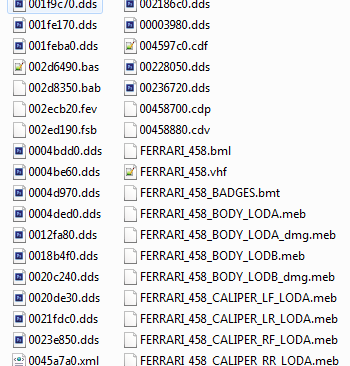 001f9c70.dds
001fe170.dds
001feba0.dds
002d6490.bas
002d8350.bab
002ecb20.fev
002ed190.fsb
0004bdd0.dds
0004be60.dds
0004d970.dds
0004ded0.dds
0012fa80.dds
0018b4f0.dds
0020c240.dds
0020de30.dds
0021fdc0.dds
0023e850.dds
0045a7a0.xml
002186c0.dds
00003980.dds
004597c0.cdf
00228050.dds
00236720.dds
00458700.cdp
00458880.cdv
FERRARI_458.bml
FERRARI_458.vhf
FERRARI_458_BADGES.bmt
FERRARI_458_BODY_LODA.meb
FERRARI_458_BODY_LODA_dmg.meb
FERRARI_458_BODY_LODB.meb
FERRARI_458_BODY_LODB_dmg.meb
FERRARI_458_CALIPER_LF_LODA.meb
FERRARI_458_CALIPER_LR_LODA.meb
FERRARI_458_CALIPER_RF_LODA.meb
FERRARI_458_CALIPER_RR_LODA.meb